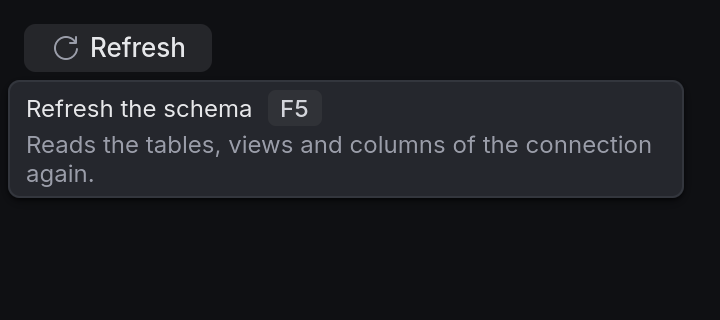 Refresh
Refresh the schema F5
Reads the tables, views and columns of the connection
again.